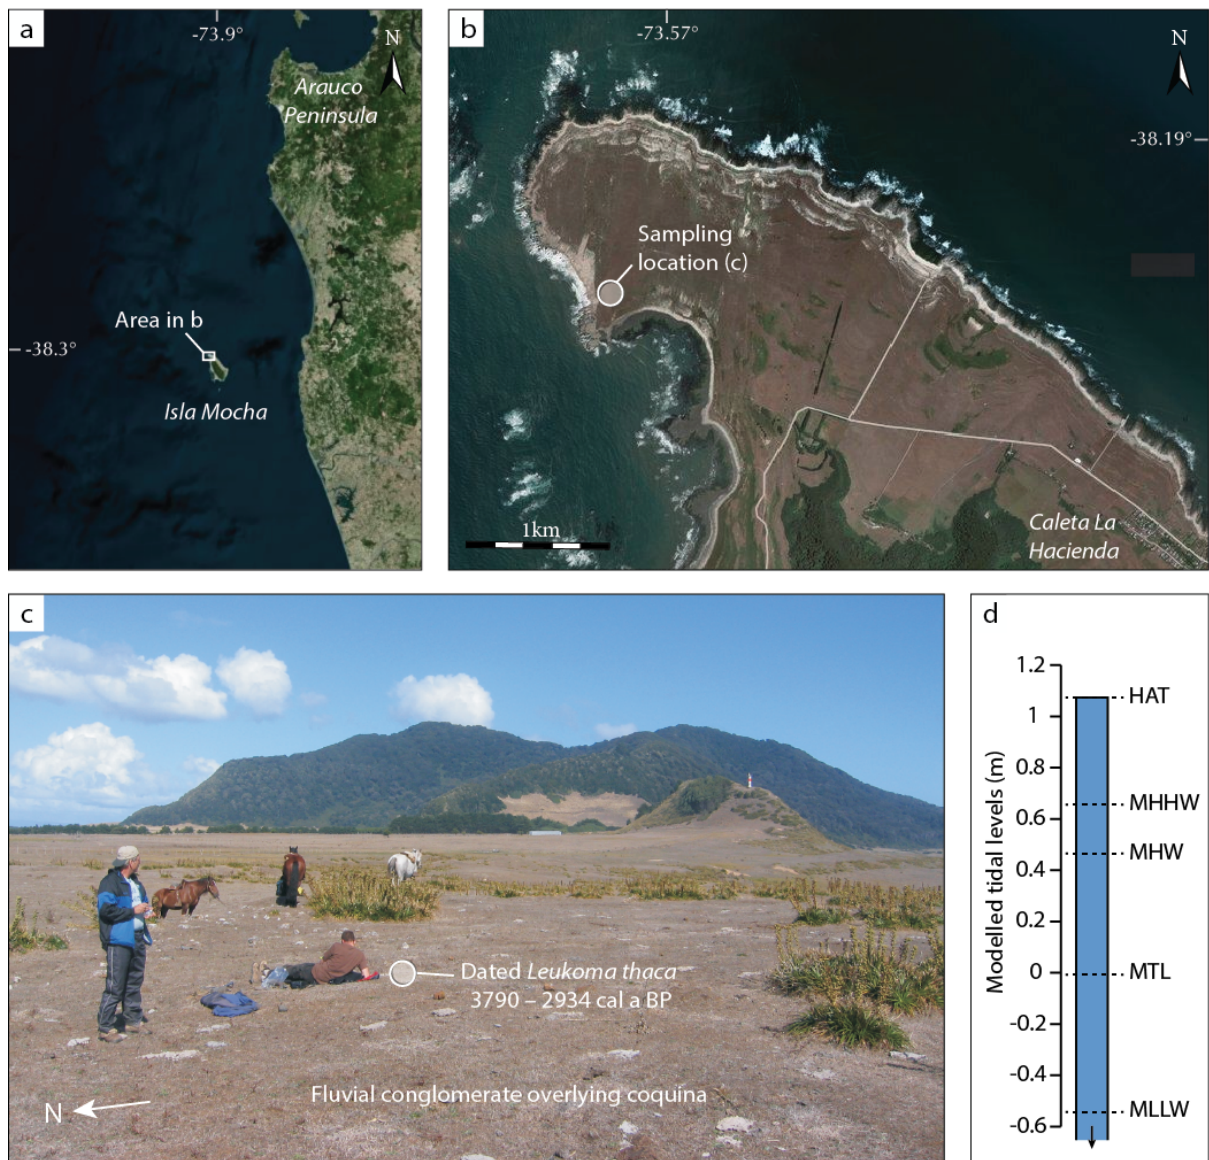 a
-73.9°
N
Arauco
Peninsula
Area in b
-38.3°
Isla Mocha
b
-73.57°
N
-38.19°
Sampling
location (c)
1km
Caleta La
Hacienda
c
Dated Leukoma thaca
3790 – 2934 cal a BP
Fluvial conglomerate overlying coquina
N
d
Modelled tidal levels (m)
1.2
1
0.8
0.6
0.4
0.2
0
-0.2
-0.4
-0.6
HAT
MHHW
MHW
MTL
MLLW